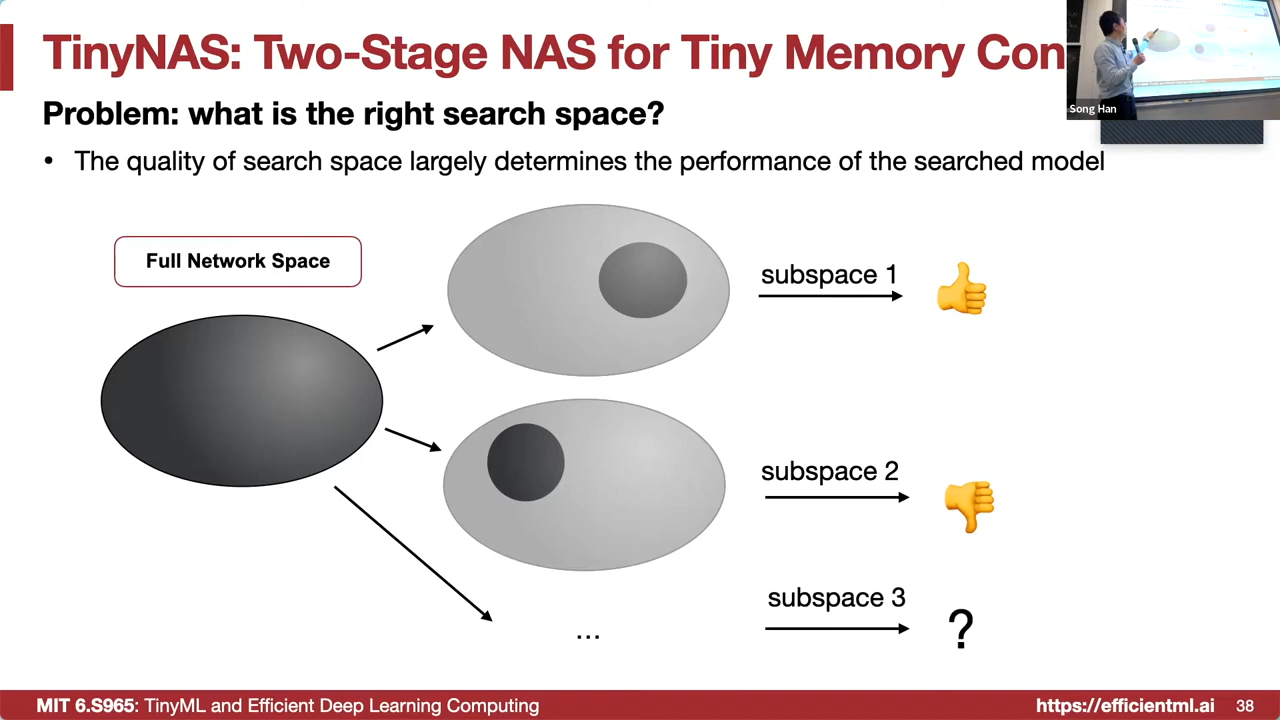 TinyNAS: Two-Stage NAS for Tiny Memory Con
Song Han
Problem: what is the right search space?
• The quality of search space largely determines the performance of the searched model
Full Network Space
subspace 1
subspace 2
subspace 3
...
?
MIT 6.S965: TinyML and Efficient Deep Learning Computing
https://efficientml.ai 38